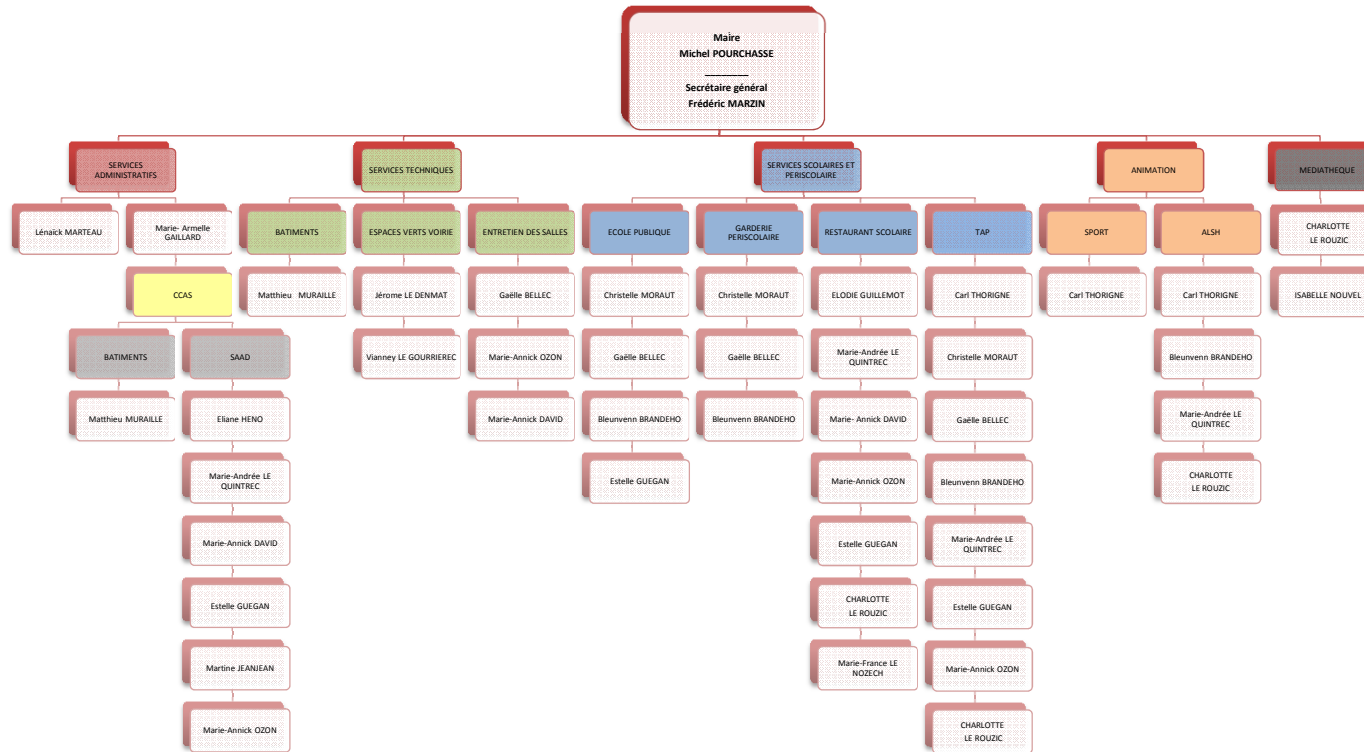 Maire
Michel POURCHASSE
________
Secrétaire général
Frédéric MARZIN
SERVICES
ADMINISTRATIFS
SERVICES TECHNIQUES
SERVICES SCOLAIRES ET
PERISCOLAIRE
ANIMATION
MEDIATHEQUE
Lénaïck MARTEAU
Marie- Armelle
GAILLARD
BATIMENTS
ESPACES VERTS VOIRIE
ENTRETIEN DES SALLES
ECOLE PUBLIQUE
GARDERIE
PERISCOLAIRE
RESTAURANT SCOLAIRE
TAP
SPORT
ALSH
CHARLOTTE
LE ROUZIC
CCAS
Matthieu MURAILLE
Jérome LE DENMAT
Gaëlle BELLEC
Christelle MORAUT
Christelle MORAUT
ELODIE GUILLEMOT
Carl THORIGNE
Carl THORIGNE
Carl THORIGNE
ISABELLE NOUVEL
BATIMENTS
SAAD
Vianney LE GOURRIEREC
Marie-Annick OZON
Gaëlle BELLEC
Gaëlle BELLEC
Marie-Andrée LE
QUINTREC
Christelle MORAUT
Bleunvenn BRANDEHO
Matthieu MURAILLE
Eliane HENO
Marie-Annick DAVID
Bleunvenn BRANDEHO
Bleunvenn BRANDEHO
Marie- Annick DAVID
Gaëlle BELLEC
Marie-Andrée LE
QUINTREC
Marie-Andrée LE
QUINTREC
Estelle GUEGAN
Marie-Annick OZON
Bleunvenn BRANDEHO
CHARLOTTE
LE ROUZIC
Marie-Annick DAVID
Estelle GUEGAN
Marie-Andrée LE
QUINTREC
Estelle GUEGAN
CHARLOTTE
LE ROUZIC
Estelle GUEGAN
Martine JEANJEAN
Marie-France LE
NOZECH
Marie-Annick OZON
Marie-Annick OZON
CHARLOTTE
LE ROUZIC